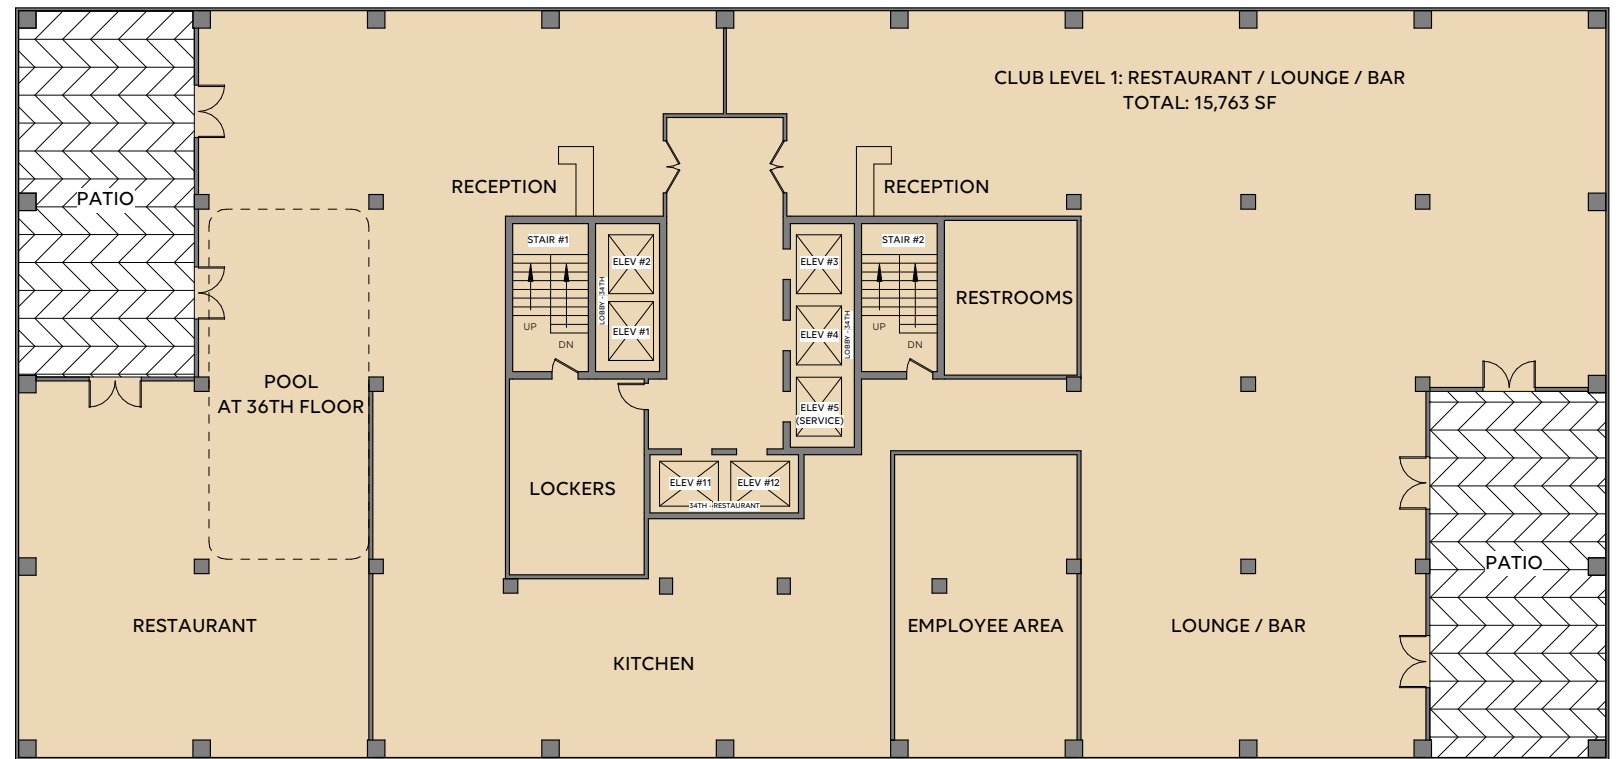 CLUB LEVEL 1: RESTAURANT / LOUNGE / BAR
TOTAL: 15,763 SF
PATIO
RECEPTION
RECEPTION
STAIR #1
STAIR #2
ELEV #2
ELEV #3
LOBBY - 34TH
RESTROOMS
UP
ELEV #1
UP
ELEV #4
LOBBY - 34TH
DN
DN
POOL
AT 36TH FLOOR
ELEV #5
(SERVICE)
LOCKERS
ELEV #11
ELEV #12
34TH - RESTAURANT
PATIO
RESTAURANT
EMPLOYEE AREA
LOUNGE / BAR
KITCHEN